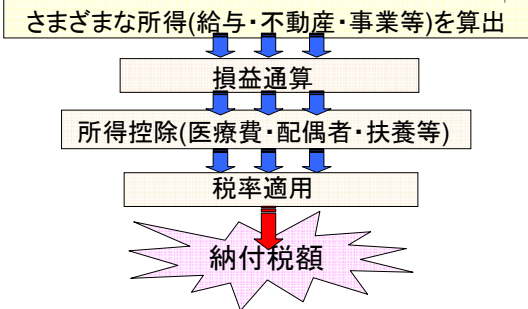 さまざまな所得(給与・不動産・事業等)を算出
損益通算
所得控除(医療費・配偶者・扶養等)
税率適用
納付税額